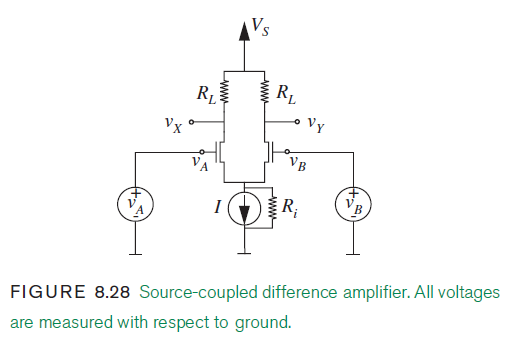 V_S
R_L R_L
v_X v_Y
v_A v_B
v_A I R_i v_B
+ +
- -
FIGURE 8.28 Source-coupled difference amplifier. All voltages
are measured with respect to ground.